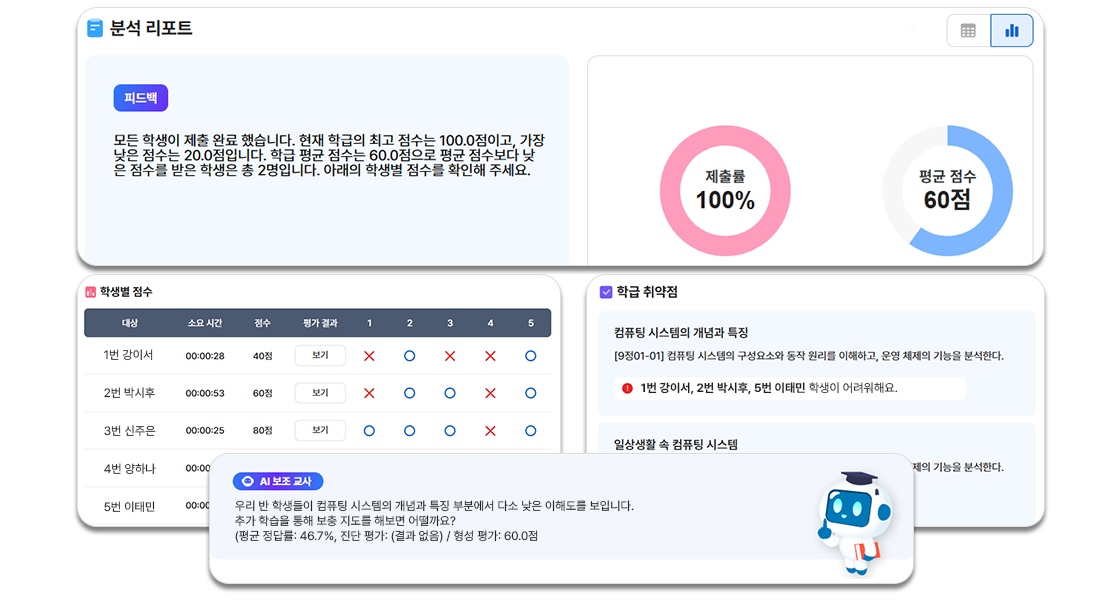 분석 리포트
피드백
모든 학생이 제출 완료 했습니다. 현재 학급의 최고 점수는 100.0점이고, 가장
낮은 점수는 20.0점입니다. 학급 평균 점수는 60.0점으로 평균 점수보다 낮
은 점수를 받은 학생은 총 2명입니다. 아래의 학생별 점수를 확인해 주세요.
제출률
100%
평균 점수
60점
학생별 점수
대상 소요 시간 점수 평가 결과 1 2 3 4 5
1번 강이서 00:00:28 40점 보기
2번 박시후 00:00:53 60점 보기
3번 신주은 00:00:25 80점 보기
4번 양하나
5번 이태민
학급 취약점
컴퓨팅 시스템의 개념과 특징
[9정01-01] 컴퓨팅 시스템의 구성요소와 동작 원리를 이해하고, 운영 체제의 기능을 분석한다.
1번 강이서, 2번 박시후, 5번 이태민 학생이 어려워해요.
일상생활 속 컴퓨팅 시스템
제의 기능을 분석한다.
AI 보조 교사
우리 반 학생들이 컴퓨팅 시스템의 개념과 특징 부분에서 다소 낮은 이해도를 보입니다.
추가 학습을 통해 보충 지도를 해보면 어떨까요?
(평균 정답률: 46.7%, 진단 평가: (결과 없음) / 형성 평가: 60.0점